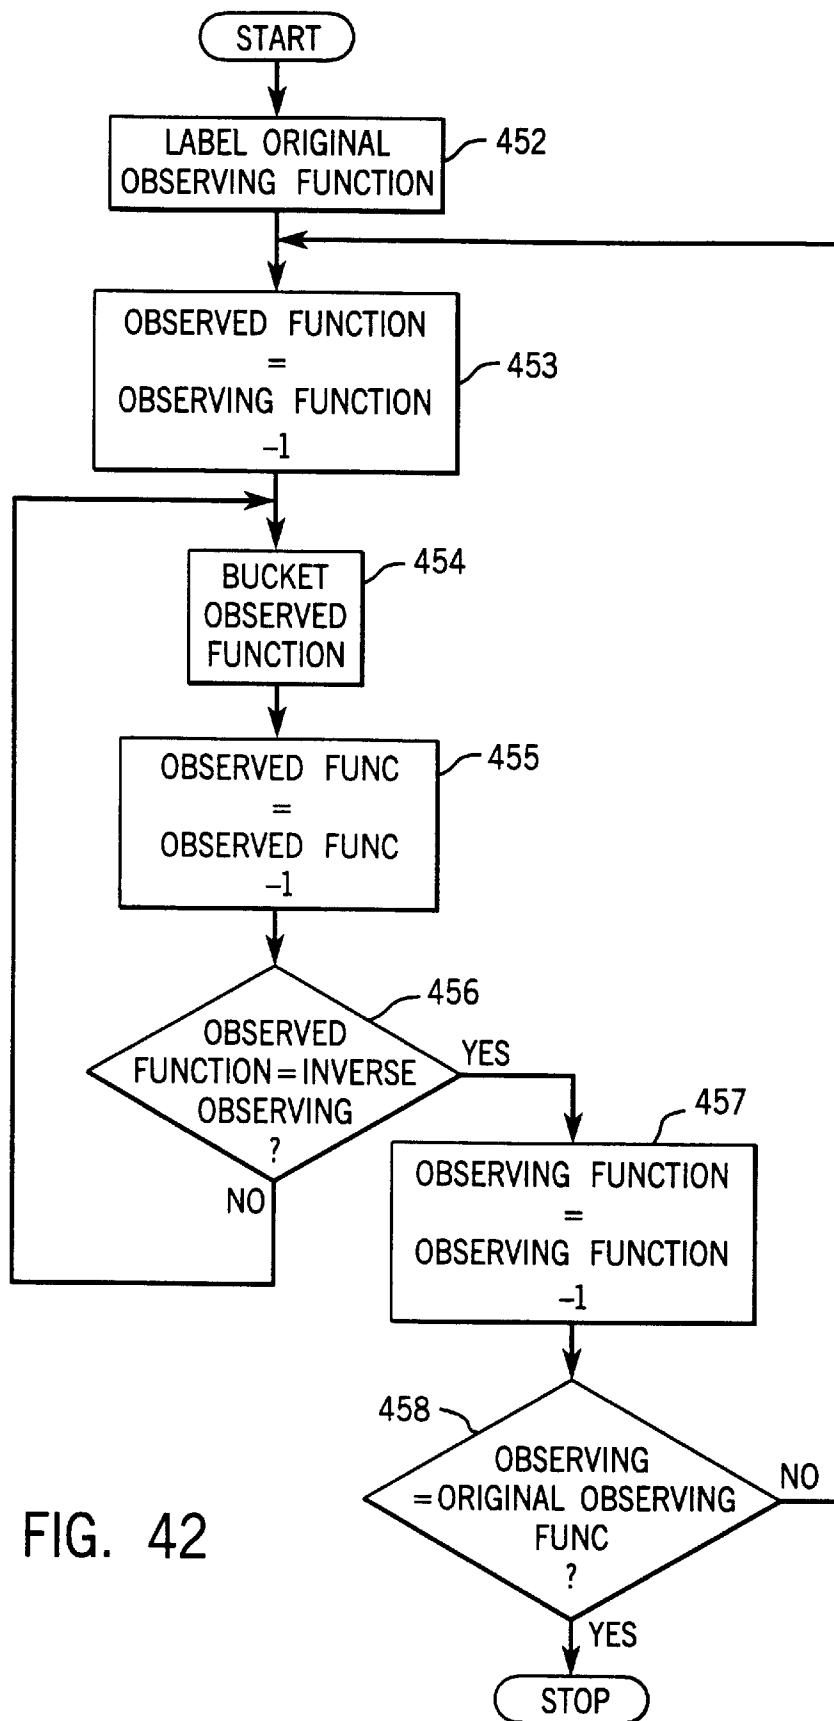 START
LABEL ORIGINAL
OBSERVING FUNCTION
452
OBSERVED FUNCTION
=
OBSERVING FUNCTION
-1
453
BUCKET
OBSERVED
FUNCTION
454
OBSERVED FUNC
=
OBSERVED FUNC
-1
455
OBSERVED
FUNCTION = INVERSE
OBSERVING
?
456
YES
NO
457
OBSERVING FUNCTION
=
OBSERVING FUNCTION
-1
458
OBSERVING
= ORIGINAL OBSERVING
FUNC
?
NO
YES
STOP
FIG. 42